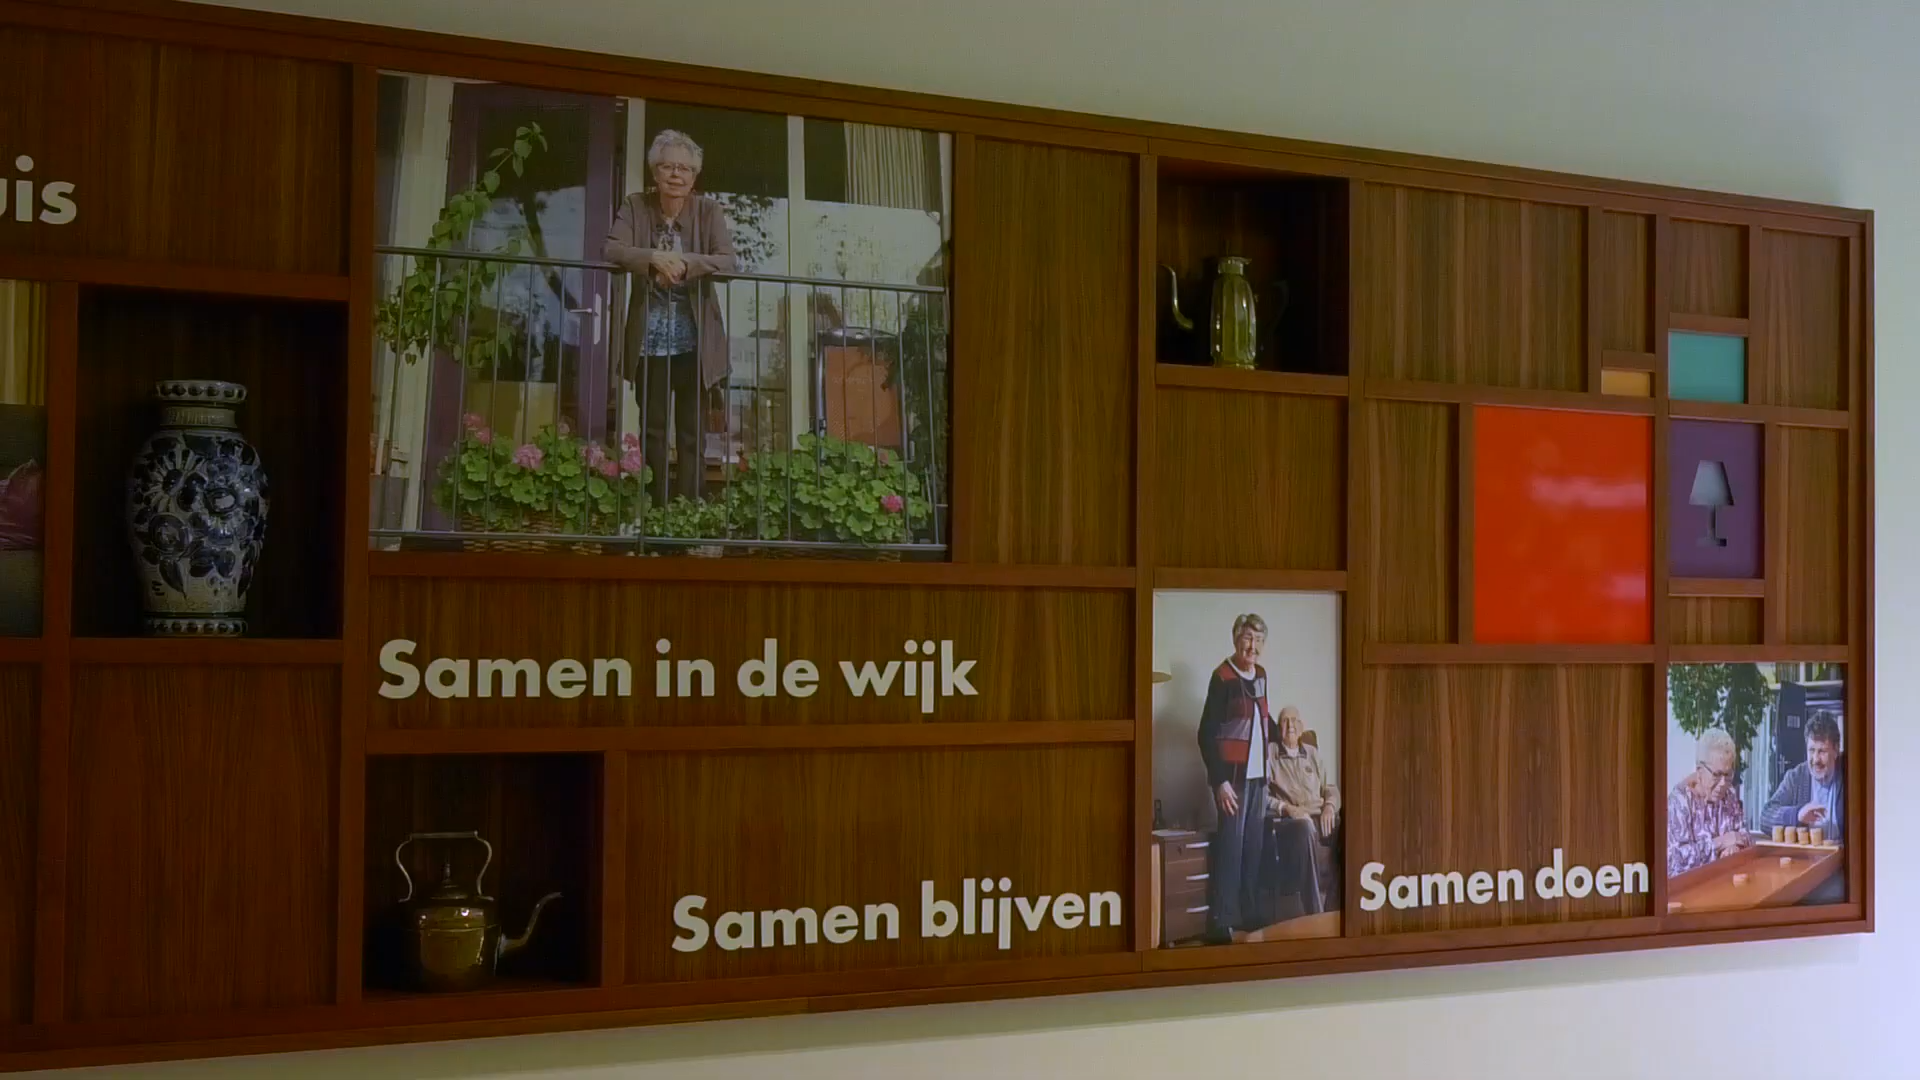 uis
Samen in de wijk
Samen blijven
Samen doen